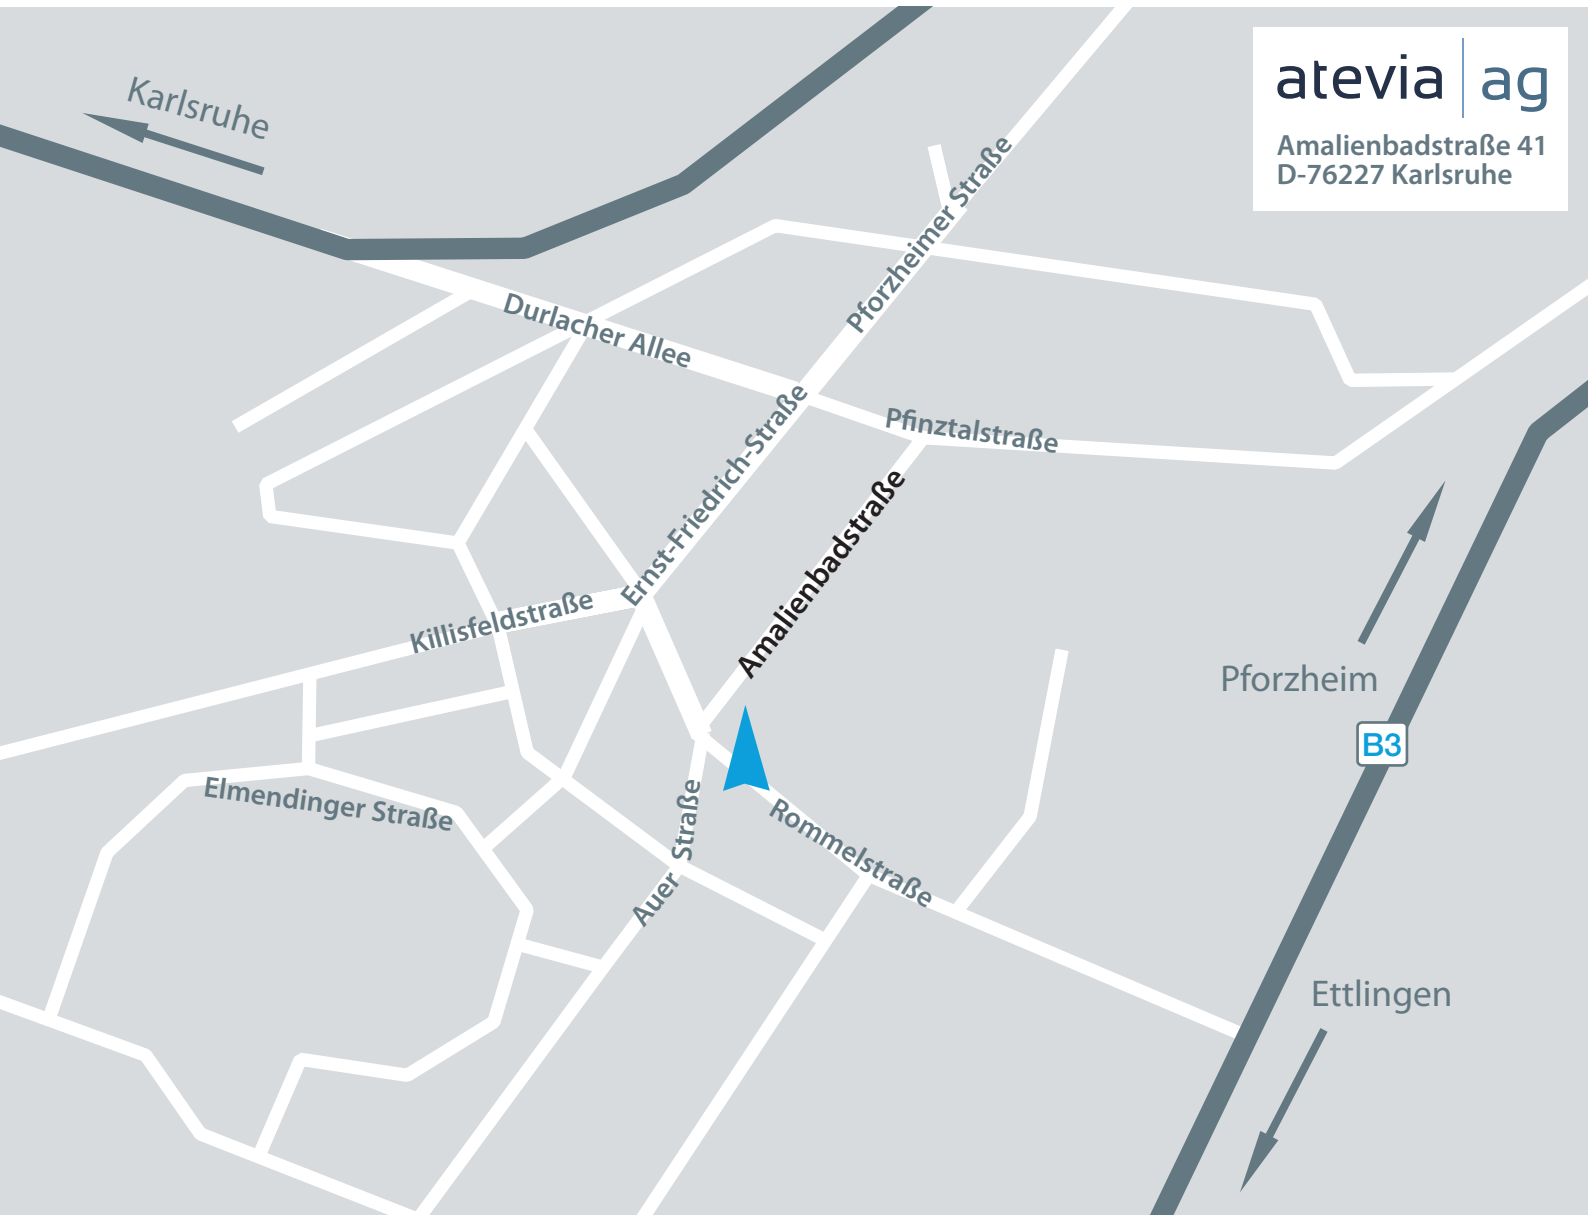 Karlsruhe
atevia ag
Amalienbadstraße 41
D-76227 Karlsruhe
Pforzheimer Straße
Durlacher Allee
Ernst-Friedrich-Straße
Pfinztalstraße
Amalienbadstraße
Killisfeldstraße
Pforzheim
B3
Elmendinger Straße
Auer Straße
Rommelstraße
Ettlingen